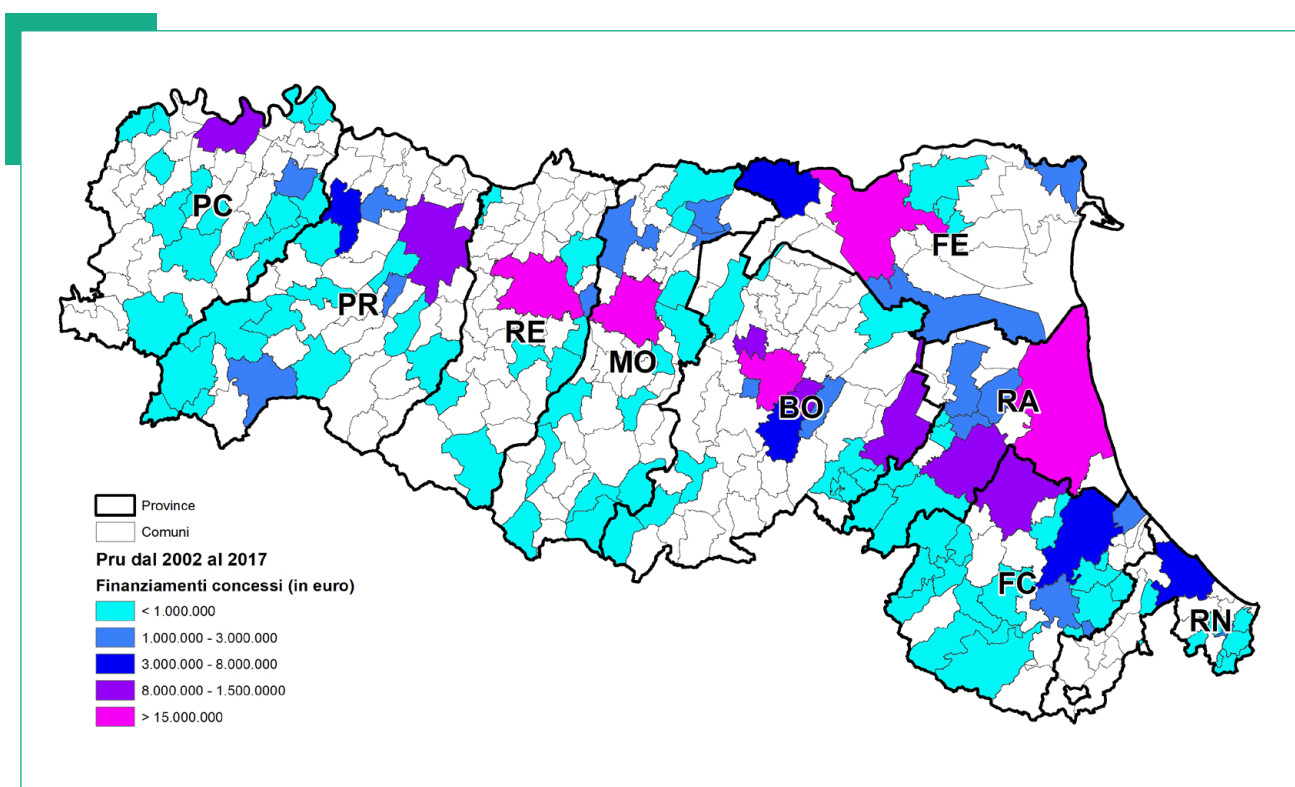 PC
PR
RE
MO
BO
FE
RA
FC
RN
Province
Comuni
Pru dal 2002 al 2017
Finanziamenti concessi (in euro)
< 1.000.000
1.000.000 - 3.000.000
3.000.000 - 8.000.000
8.000.000 - 1.500.0000
> 15.000.000